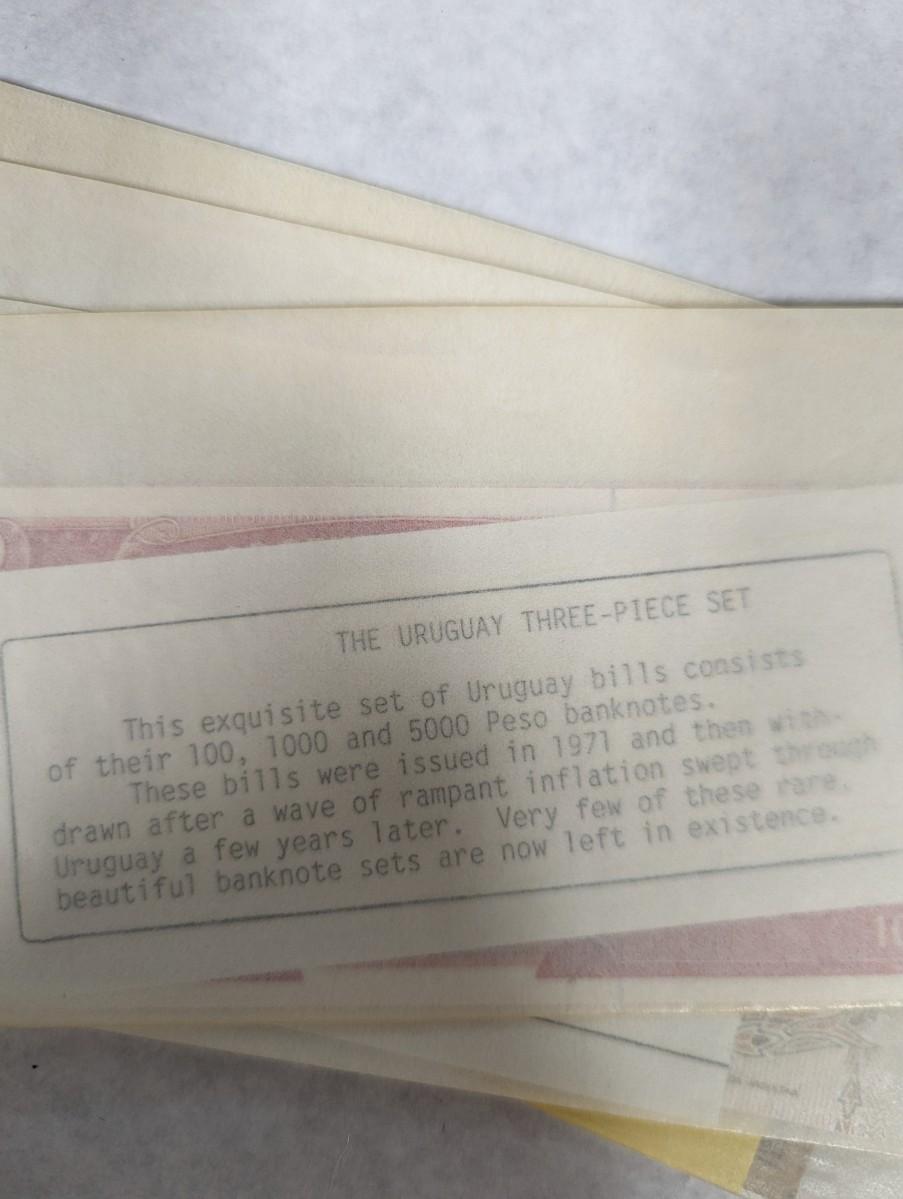 THE URUGUAY THREE-PIECE SET
This exquisite set of Uruguay bills consists
of their 100, 1000 and 5000 Peso banknotes.
These bills were issued in 1971 and then with-
drawn after a wave of rampant inflation swept through
Uruguay a few years later. Very few of these rare,
beautiful banknote sets are now left in existence.